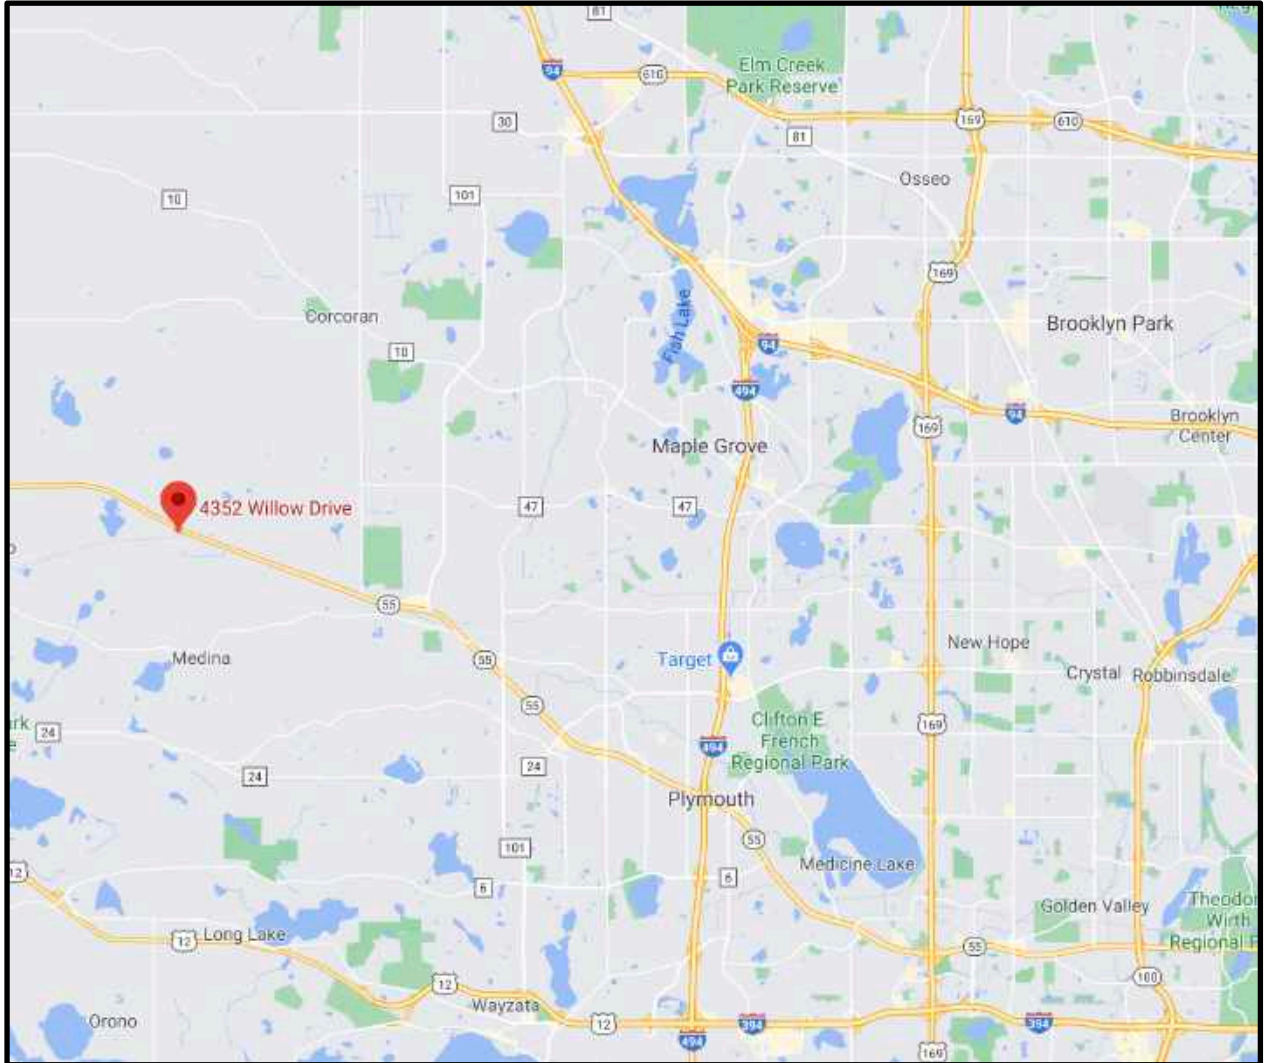 81
94
610
Elm Creek
Park Reserve
30
169
610
81
Osseo
101
10
169
Fish Lake
Corcoran
Brooklyn Park
94
10
494
94
Brooklyn
Center
169
Maple Grove
4352 Willow Drive
47
47
55
New Hope
Medina
55
Target
Crystal
Robbinsdale
55
Clifton E
French
Regional Park
169
24
494
24
24
Plymouth
55
101
Medicine Lake
12
6
6
Golden Valley
Theodor
Wirth
Regional
12
Long Lake
55
100
12
Wayzata
Orono
12
494
394
394
169